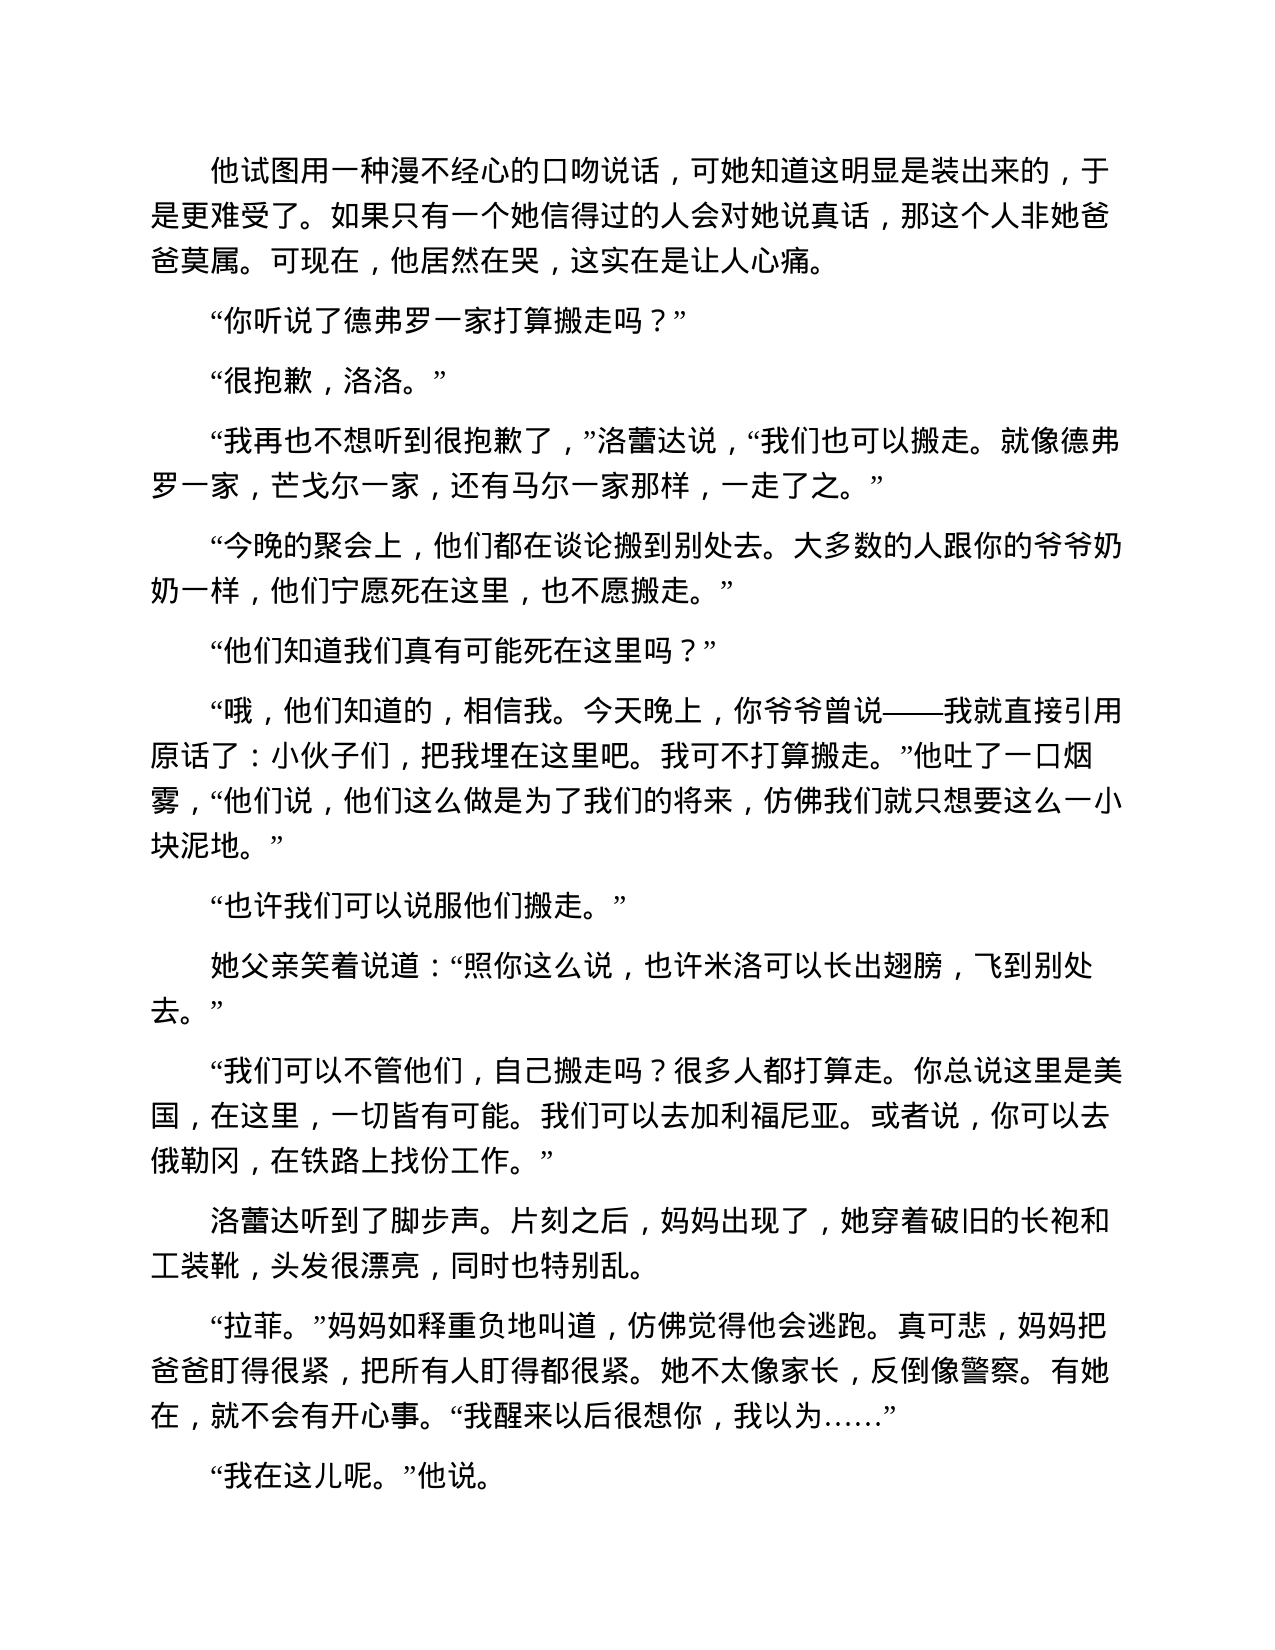 他试图用一种漫不经心的口吻说话，可她知道这明显是装出来的，于
是更难受了。如果只有一个她信得过的人会对她说真话，那这个人非她爸
爸莫属。可现在，他居然在哭，这实在是让人心痛。
“你听说了德弗罗一家打算搬走吗？”
“很抱歉，洛洛。”
“我再也不想听到很抱歉了，”洛蕾达说，“我们也可以搬走。就像德弗
罗一家，芒戈尔一家，还有马尔一家那样，一走了之。”
“今晚的聚会上，他们都在谈论搬到别处去。大多数的人跟你的爷爷奶
奶一样，他们宁愿死在这里，也不愿搬走。”
“他们知道我们真有可能死在这里吗？”
“哦，他们知道的，相信我。今天晚上，你爷爷曾说——我就直接引用
原话了：小伙子们，把我埋在这里吧。我可不打算搬走。”他吐了一口烟
雾，“他们说，他们这么做是为了我们的将来，仿佛我们就只想要这么一小
块泥地。”
“也许我们可以说服他们搬走。”
她父亲笑着说道：“照你这么说，也许米洛可以长出翅膀，飞到别处
去。”
“我们可以不管他们，自己搬走吗？很多人都打算走。你总说这里是美
国，在这里，一切皆有可能。我们可以去加利福尼亚。或者说，你可以去
俄勒冈，在铁路上找份工作。”
洛蕾达听到了脚步声。片刻之后，妈妈出现了，她穿着破旧的长袍和
工装靴，头发很漂亮，同时也特别乱。
“拉菲。”妈妈如释重负地叫道，仿佛觉得他会逃跑。真可悲，妈妈把
爸爸盯得很紧，把所有人盯得都很紧。她不太像家长，反倒像警察。有她
在，就不会有开心事。“我醒来以后很想你，我以为……”
“我在这儿呢。”他说。